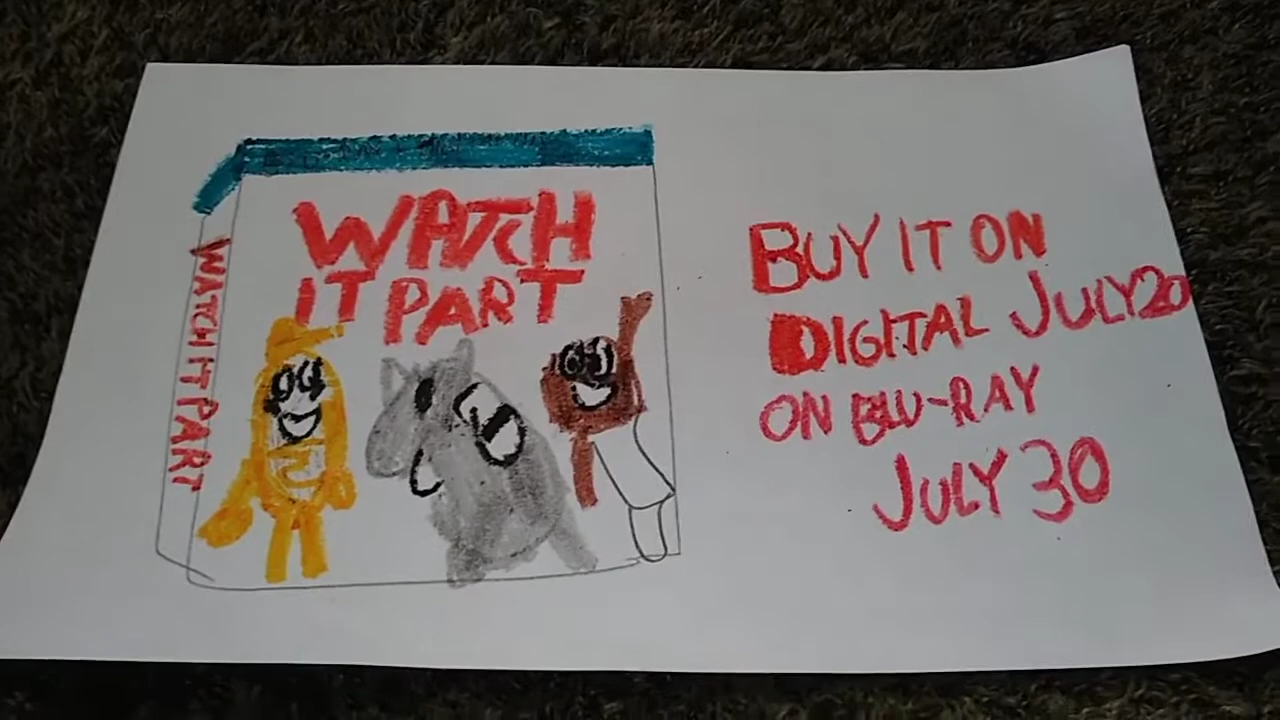 WATCH
IT PART
WATCH IT PART
BUY IT ON
DIGITAL JULY 20
ON BLU-RAY
JULY 30